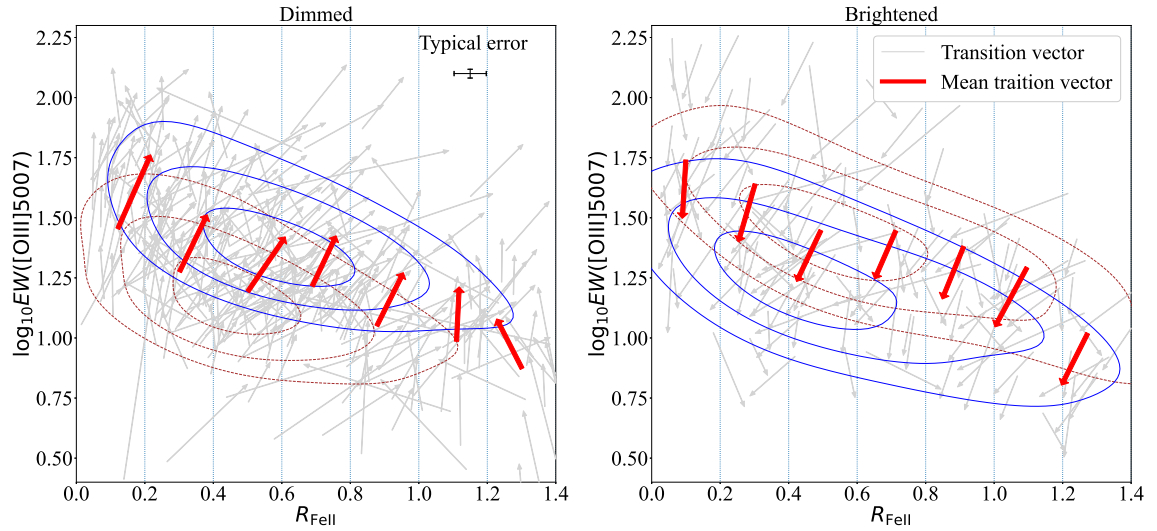 Dimmed
Brightened
Typical error
Transition vector
Mean traition vector
2.25
2.00
1.75
1.50
1.25
1.00
0.75
0.50
log₁₀EW([OIII]5007)
0.0 0.2 0.4 0.6 0.8 1.0 1.2 1.4
R_FeII
2.25
2.00
1.75
1.50
1.25
1.00
0.75
0.50
log₁₀EW([OIII]5007)
0.0 0.2 0.4 0.6 0.8 1.0 1.2 1.4
R_FeII